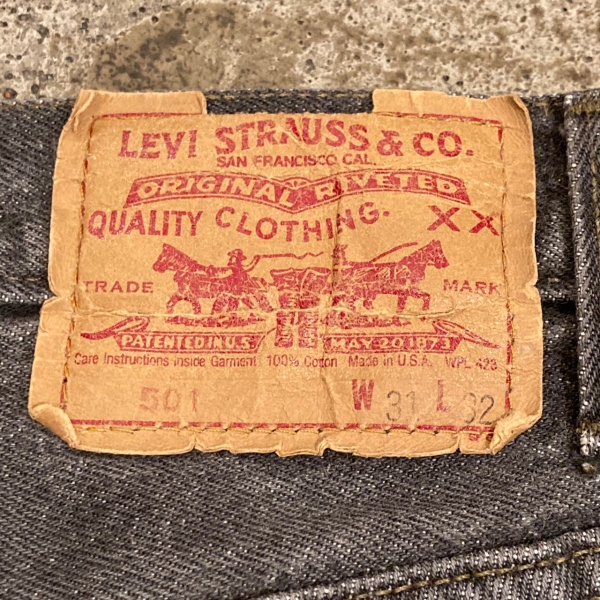 LEVI STRAUSS & CO.
SAN FRANCISCO CAL.
ORIGINAL RIVETED
QUALITY CLOTHING. XX
TRADE MARK
PATENTED IN U.S. MAY 20 1873
Care Instructions Inside Garment 100% Cotton Made in U.S.A. WPL 423
501 W 31 L 32